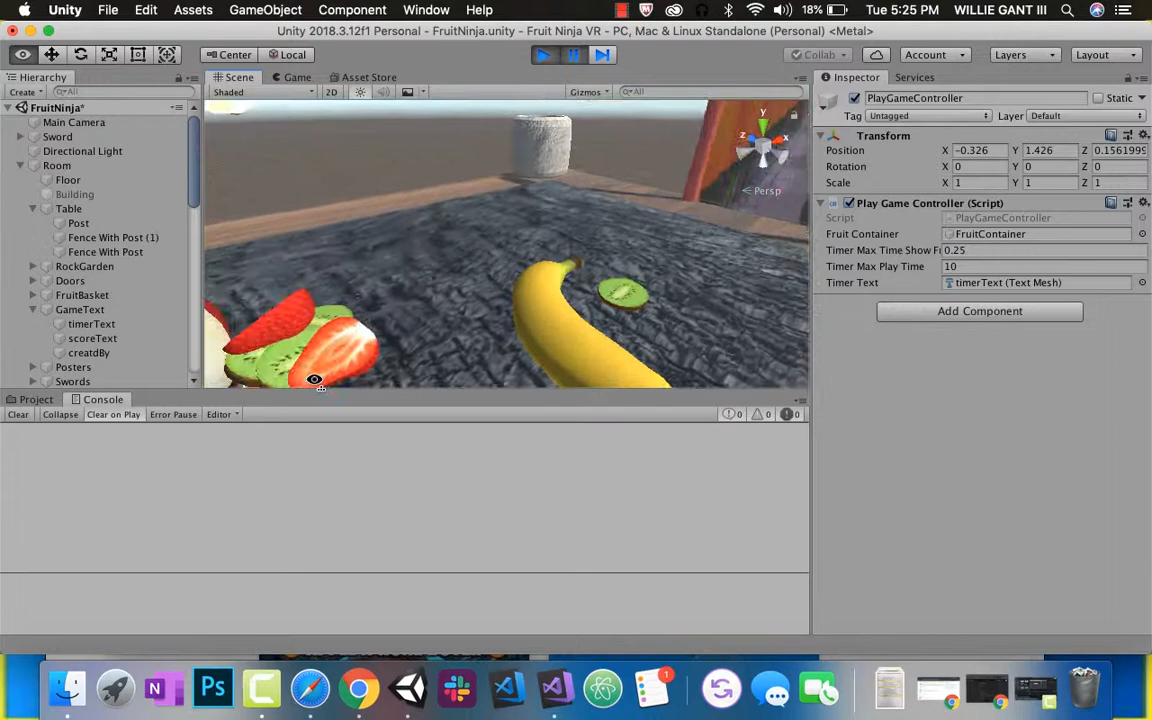 Unity File Edit Assets GameObject Component Window Help 18% Tue 5:25 PM WILLIE GANT III
Unity 2018.3.12f1 Personal - FruitNinja.unity - Fruit Ninja VR - PC, Mac & Linux Standalone (Personal) <Metal>
Center Local Collab Account Layers Layout
Hierarchy Scene Game Asset Store Inspector Services
Create All Shaded 2D Gizmos All PlayGameController Static
FruitNinja* Tag Untagged Layer Default
Main Camera
Sword Transform
Directional Light Position X -0.326 Y 1.426 Z 0.1561999
Room Rotation X 0 Y 0 Z 0
Floor Scale X 1 Y 1 Z 1
Building Play Game Controller (Script)
Table Script PlayGameController
Post Fruit Container FruitContainer
Fence With Post (1) Timer Max Time Show Fr 0.25
Fence With Post Timer Max Play Time 10
RockGarden Timer Text timerText (Text Mesh)
Doors
FruitBasket Add Component
GameText
timerText
scoreText
creatdBy
Posters
Swords
y
z x
Persp
Project Console
Clear Collapse Clear on Play Error Pause Editor 0 0 0
N Ps 1